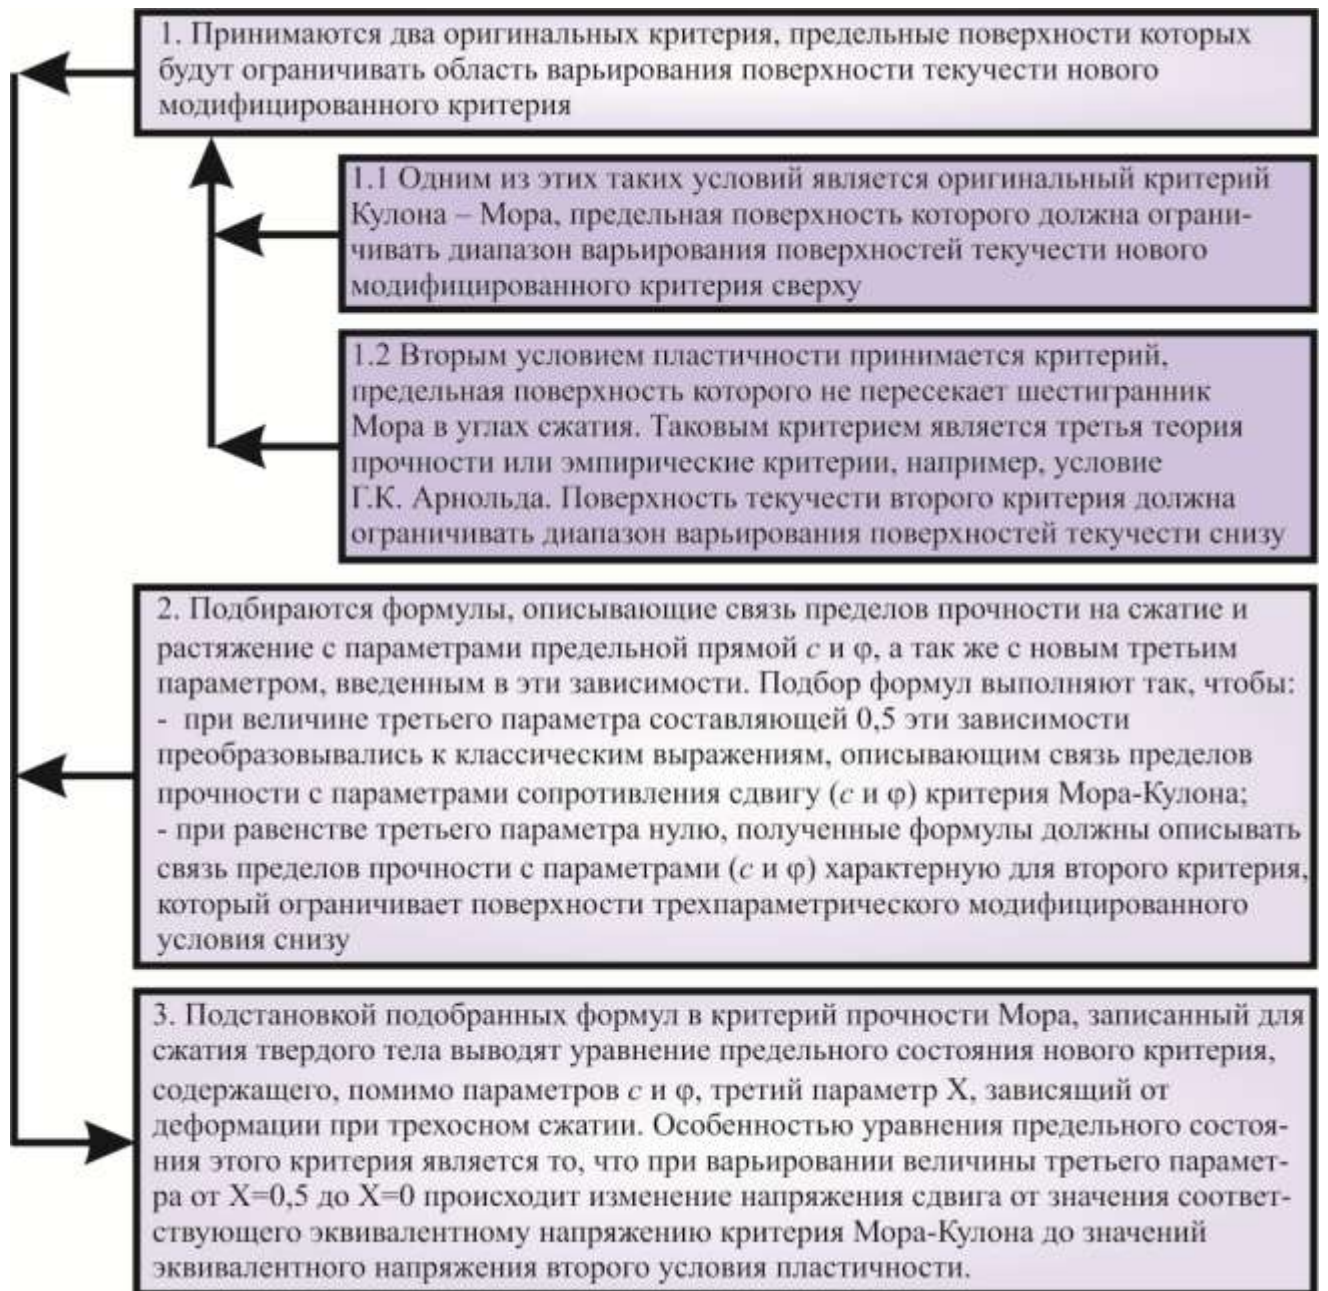 1. Принимаются два оригинальных критерия, предельные поверхности которых
будут ограничивать область варьирования поверхности текучести нового
модифицированного критерия
1.1 Одним из этих таких условий является оригинальный критерий
Кулона – Мора, предельная поверхность которого должна ограни-
чивать диапазон варьирования поверхностей текучести нового
модифицированного критерия сверху
1.2 Вторым условием пластичности принимается критерий,
предельная поверхность которого не пересекает шестигранник
Мора в углах сжатия. Таковым критерием является третья теория
прочности или эмпирические критерии, например, условие
Г.К. Арнольда. Поверхность текучести второго критерия должна
ограничивать диапазон варьирования поверхностей текучести снизу
2. Подбираются формулы, описывающие связь пределов прочности на сжатие и
растяжение с параметрами предельной прямой c и φ, а так же с новым третьим
параметром, введенным в эти зависимости. Подбор формул выполняют так, чтобы:
- при величине третьего параметра составляющей 0,5 эти зависимости
преобразовывались к классическим выражениям, описывающим связь пределов
прочности с параметрами сопротивления сдвигу (c и φ) критерия Мора-Кулона;
- при равенстве третьего параметра нулю, полученные формулы должны описывать
связь пределов прочности с параметрами (c и φ) характерную для второго критерия,
который ограничивает поверхности трехпараметрического модифицированного
условия снизу
3. Подстановкой подобранных формул в критерий прочности Мора, записанный для
сжатия твердого тела выводят уравнение предельного состояния нового критерия,
содержащего, помимо параметров c и φ, третий параметр X, зависящий от
деформации при трехосном сжатии. Особенностью уравнения предельного состоя-
ния этого критерия является то, что при варьировании величины третьего парамет-
ра от X=0,5 до X=0 происходит изменение напряжения сдвига от значения соответ-
ствующего эквивалентному напряжению критерия Мора-Кулона до значений
эквивалентного напряжения второго условия пластичности.